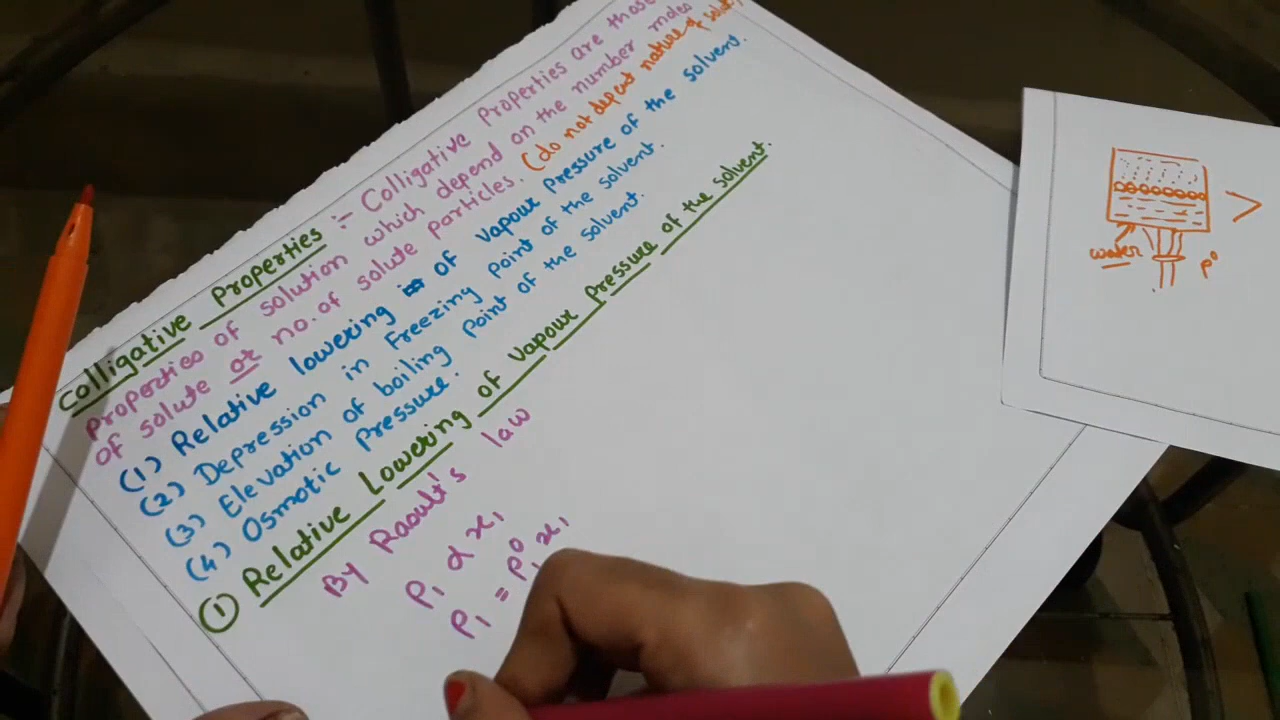 Colligative Properties :- Colligative Properties are those
properties of solution which depend on the number moles
of solute or no. of solute particles. (do not depent nature of
(1) Relative lowering of vapour pressure of the solvent.
(2) Depression in Freezing point of the solvent.
(3) Elevation of boiling point of the solvent.
(4) Osmotic pressure.
① Relative Lowering of vapour pressure of the solvent.
By Raoult's law
P₁ α x₁
P₁ = P₁⁰ x₁
water
P⁰